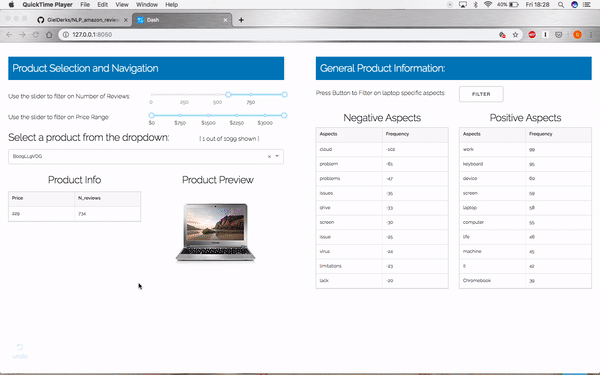 QuickTime Player File Edit View Window Help 40% Fri 18:28
GielDerks/NLP_amazon_review Dash
127.0.0.1:8050
Product Selection and Navigation
Use the slider to filter on Number of Reviews:
0 250 500 750
Use the slider to filter on Price Range:
$0 $750 $1500 $2250 $3000
Select a product from the dropdown: [ 1 out of 1099 shown ]
Product Info
Price N_reviews
229 734
Product Preview
undo
General Product Information:
Press Button to Filter on laptop specific aspects: FILTER
Negative Aspects
Aspects Frequency
cloud -102
problem -61
problems -47
issues -35
drive -33
screen -30
issue -25
virus -24
limitations -23
lack -20
Positive Aspects
Aspects Frequency
work 99
keyboard 95
device 60
screen 59
laptop 58
computer 55
life 46
machine 45
it 42
Chromebook 39